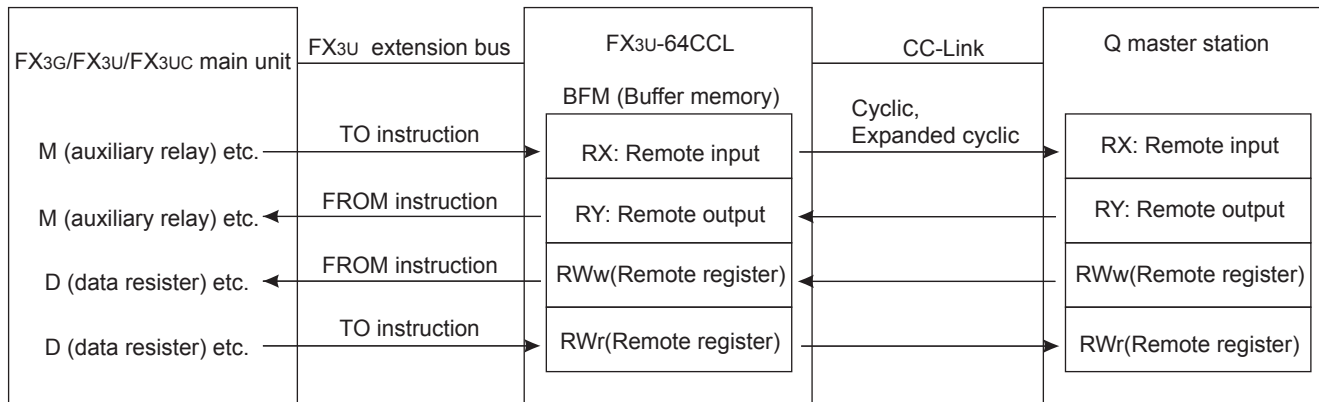 FX3G/FX3U/FX3UC main unit
FX3U extension bus
FX3U-64CCL
CC-Link
Q master station
BFM (Buffer memory)
Cyclic,
Expanded cyclic
M (auxiliary relay) etc.
TO instruction
RX: Remote input
RX: Remote input
M (auxiliary relay) etc.
FROM instruction
RY: Remote output
RY: Remote output
D (data resister) etc.
FROM instruction
RWw(Remote register)
RWw(Remote register)
D (data resister) etc.
TO instruction
RWr(Remote register)
RWr(Remote register)